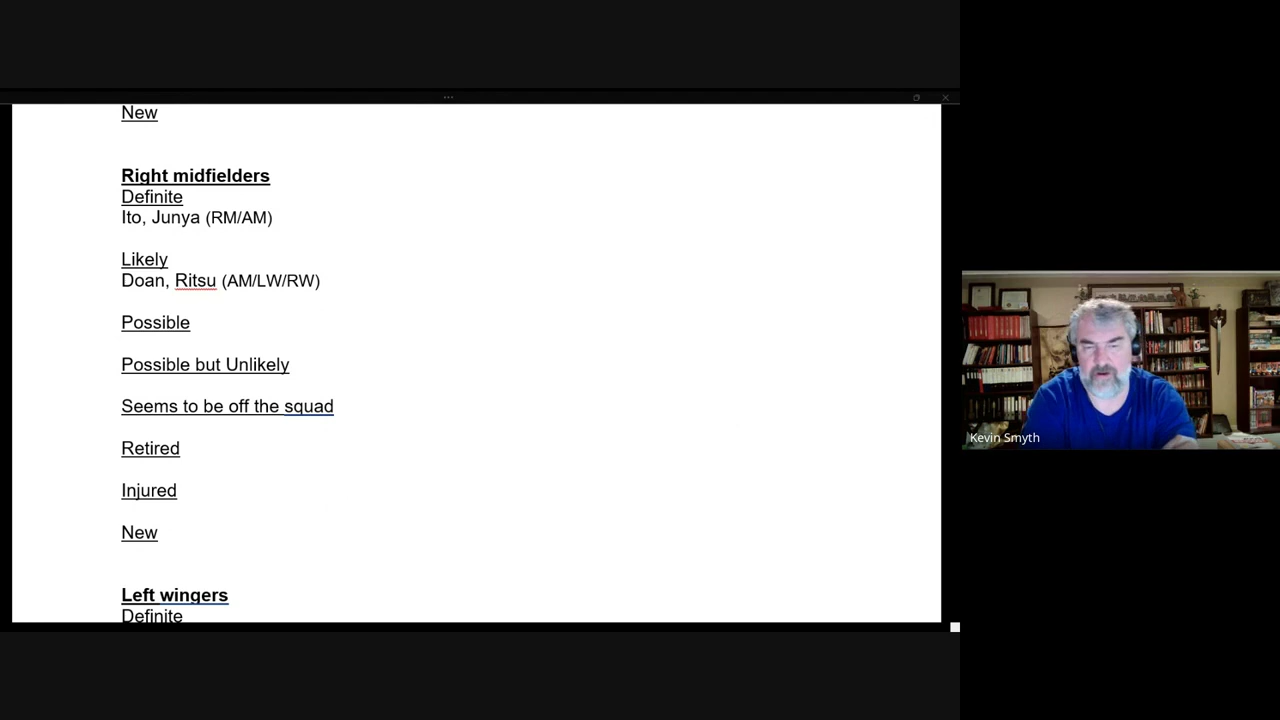 New
Right midfielders
Definite
Ito, Junya (RM/AM)
Likely
Doan, Ritsu (AM/LW/RW)
Possible
Possible but Unlikely
Seems to be off the squad
Retired
Injured
New
Left wingers
Definite
Kevin Smyth